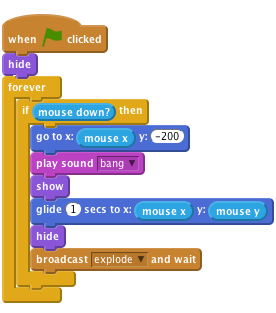 when clicked
hide
forever
if mouse down? then
go to x: mouse x y: -200
play sound bang
show
glide 1 secs to x: mouse x y: mouse y
hide
broadcast explode and wait